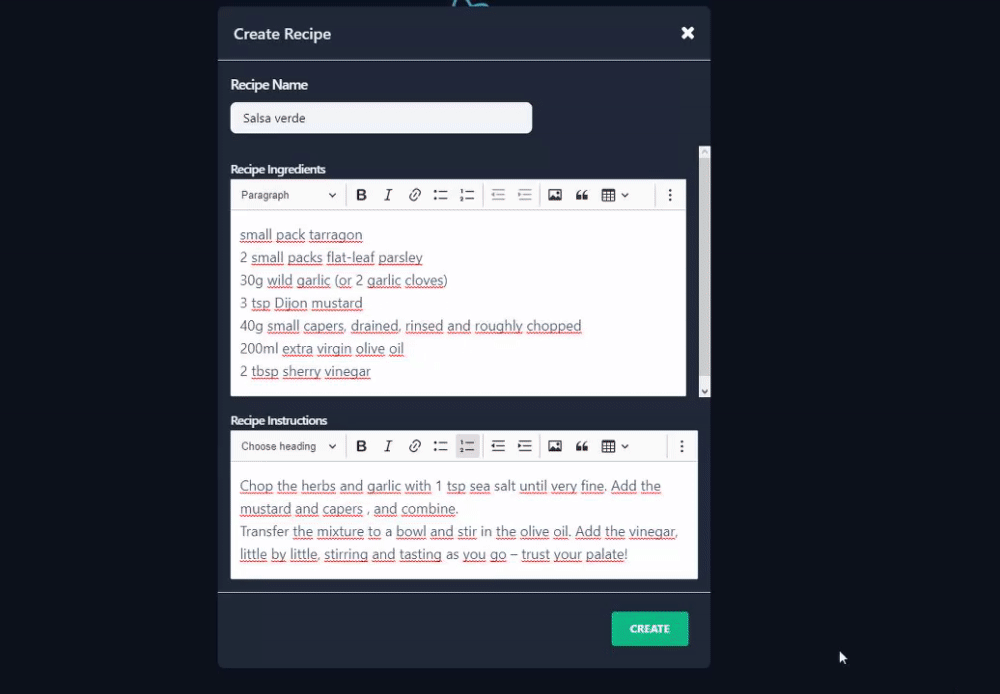 Create Recipe
Recipe Name
Salsa verde
Recipe Ingredients
Paragraph
small pack tarragon
2 small packs flat-leaf parsley
30g wild garlic (or 2 garlic cloves)
3 tsp Dijon mustard
40g small capers, drained, rinsed and roughly chopped
200ml extra virgin olive oil
2 tbsp sherry vinegar
Recipe Instructions
Choose heading
Chop the herbs and garlic with 1 tsp sea salt until very fine. Add the
mustard and capers , and combine.
Transfer the mixture to a bowl and stir in the olive oil. Add the vinegar,
little by little, stirring and tasting as you go – trust your palate!
CREATE